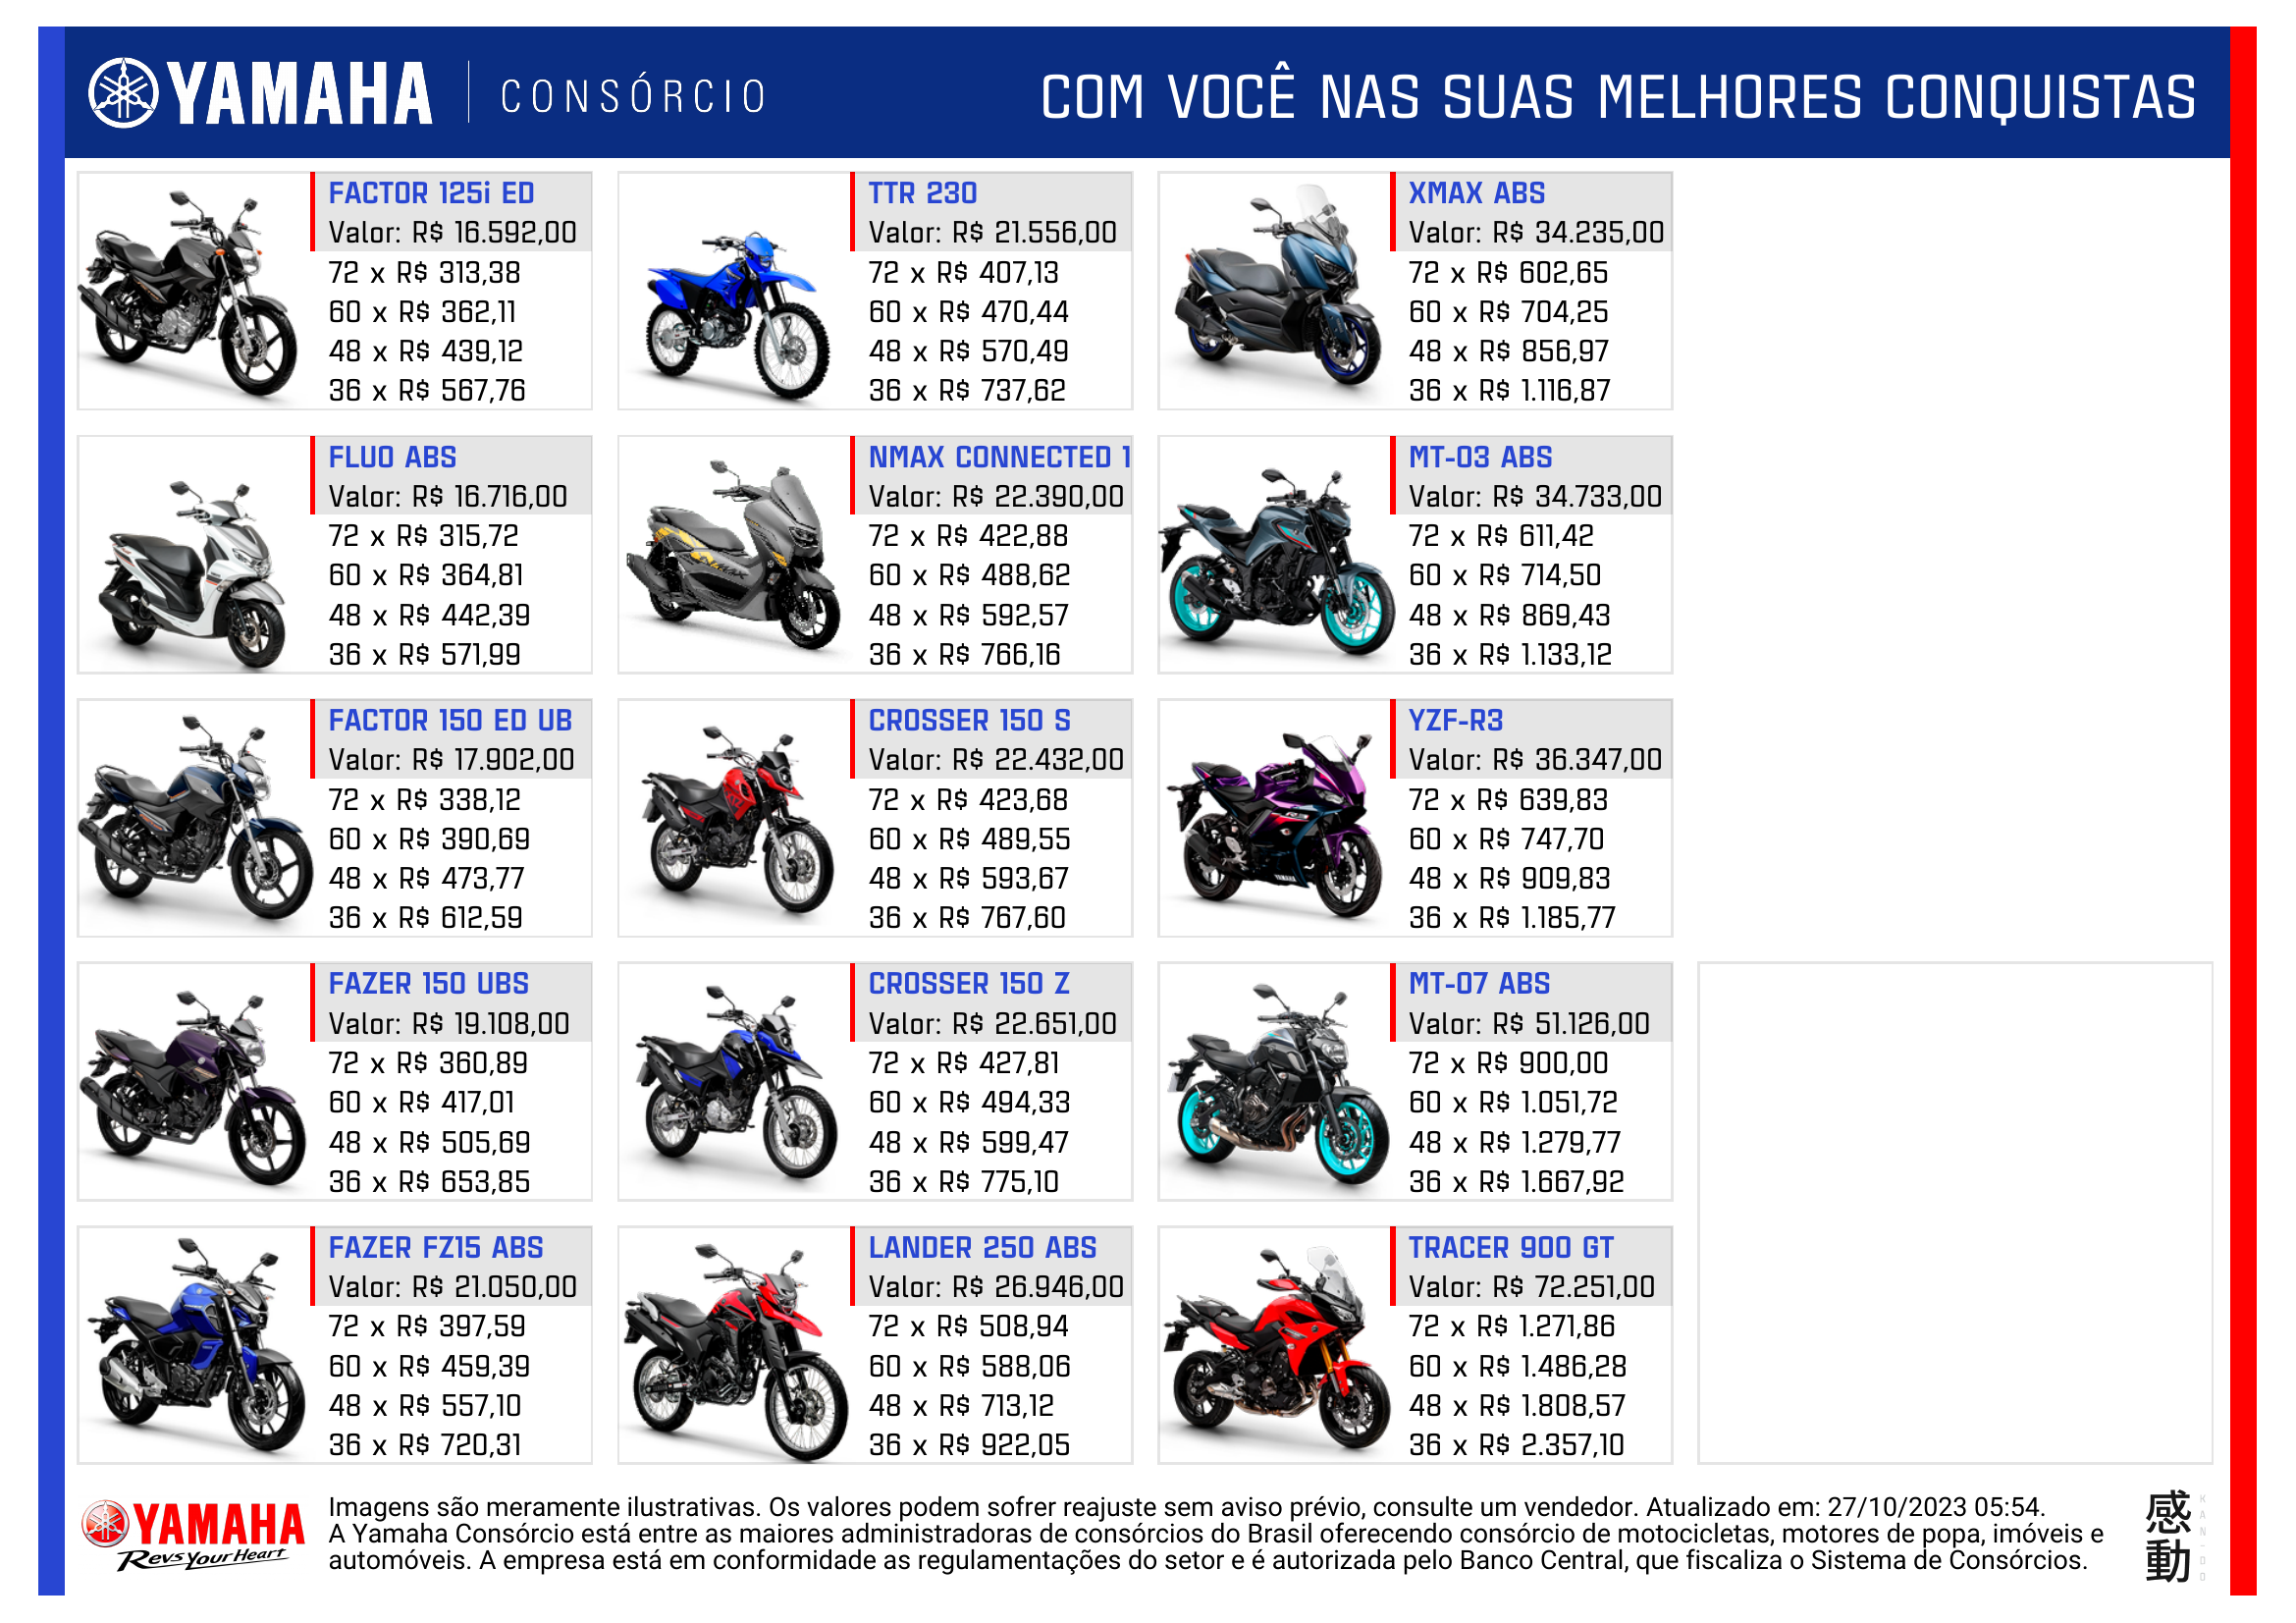 YAMAHA CONSÓRCIO
COM VOCÊ NAS SUAS MELHORES CONQUISTAS
FACTOR 125i ED
Valor: R$ 16.592,00
72 x R$ 313,38
60 x R$ 362,11
48 x R$ 439,12
36 x R$ 567,76
TTR 230
Valor: R$ 21.556,00
72 x R$ 407,13
60 x R$ 470,44
48 x R$ 570,49
36 x R$ 737,62
XMAX ABS
Valor: R$ 34.235,00
72 x R$ 602,65
60 x R$ 704,25
48 x R$ 856,97
36 x R$ 1.116,87
FLUO ABS
Valor: R$ 16.716,00
72 x R$ 315,72
60 x R$ 364,81
48 x R$ 442,39
36 x R$ 571,99
NMAX CONNECTED 1
Valor: R$ 22.390,00
72 x R$ 422,88
60 x R$ 488,62
48 x R$ 592,57
36 x R$ 766,16
MT-03 ABS
Valor: R$ 34.733,00
72 x R$ 611,42
60 x R$ 714,50
48 x R$ 869,43
36 x R$ 1.133,12
FACTOR 150 ED UB
Valor: R$ 17.902,00
72 x R$ 338,12
60 x R$ 390,69
48 x R$ 473,77
36 x R$ 612,59
CROSSER 150 S
Valor: R$ 22.432,00
72 x R$ 423,68
60 x R$ 489,55
48 x R$ 593,67
36 x R$ 767,60
YZF-R3
Valor: R$ 36.347,00
72 x R$ 639,83
60 x R$ 747,70
48 x R$ 909,83
36 x R$ 1.185,77
FAZER 150 UBS
Valor: R$ 19.108,00
72 x R$ 360,89
60 x R$ 417,01
48 x R$ 505,69
36 x R$ 653,85
CROSSER 150 Z
Valor: R$ 22.651,00
72 x R$ 427,81
60 x R$ 494,33
48 x R$ 599,47
36 x R$ 775,10
MT-07 ABS
Valor: R$ 51.126,00
72 x R$ 900,00
60 x R$ 1.051,72
48 x R$ 1.279,77
36 x R$ 1.667,92
FAZER FZ15 ABS
Valor: R$ 21.050,00
72 x R$ 397,59
60 x R$ 459,39
48 x R$ 557,10
36 x R$ 720,31
LANDER 250 ABS
Valor: R$ 26.946,00
72 x R$ 508,94
60 x R$ 588,06
48 x R$ 713,12
36 x R$ 922,05
TRACER 900 GT
Valor: R$ 72.251,00
72 x R$ 1.271,86
60 x R$ 1.486,28
48 x R$ 1.808,57
36 x R$ 2.357,10
YAMAHA
Revs Your Heart
Imagens são meramente ilustrativas. Os valores podem sofrer reajuste sem aviso prévio, consulte um vendedor. Atualizado em: 27/10/2023 05:54.
A Yamaha Consórcio está entre as maiores administradoras de consórcios do Brasil oferecendo consórcio de motocicletas, motores de popa, imóveis e
automóveis. A empresa está em conformidade as regulamentações do setor e é autorizada pelo Banco Central, que fiscaliza o Sistema de Consórcios.
感動
KAN-DO